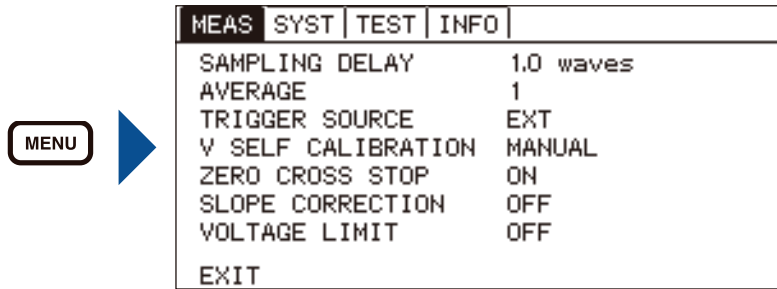 MENU
MEAS SYST TEST INFO
SAMPLING DELAY 1.0 waves
AVERAGE 1
TRIGGER SOURCE EXT
V SELF CALIBRATION MANUAL
ZERO CROSS STOP ON
SLOPE CORRECTION OFF
VOLTAGE LIMIT OFF
EXIT